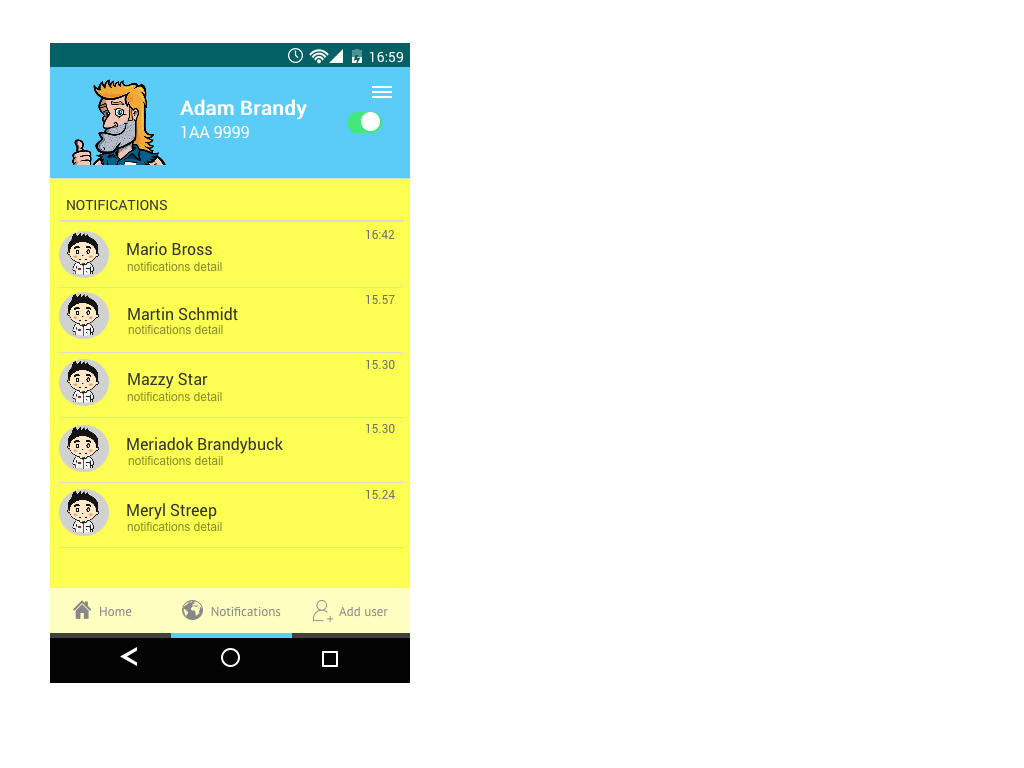 16:59
Adam Brandy
1AA 9999
NOTIFICATIONS
16:42
Mario Bross
notifications detail
15.57
Martin Schmidt
notifications detail
15.30
Mazzy Star
notifications detail
15.30
Meriadok Brandybuck
notifications detail
15.24
Meryl Streep
notifications detail
Home Notifications Add user